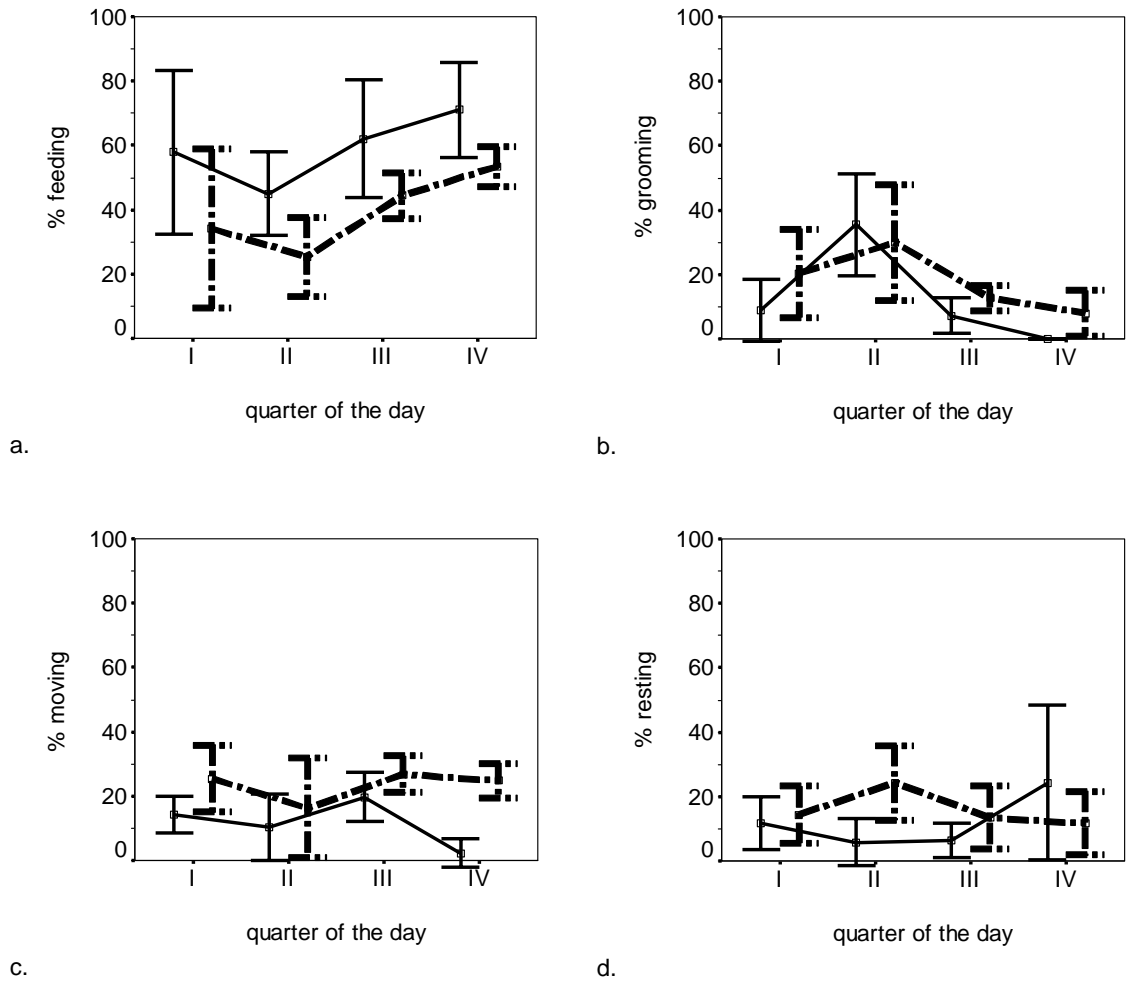 100
80
60
40
20
0
% feeding
I II III IV
quarter of the day
a.
100
80
60
40
20
0
% grooming
I II III IV
quarter of the day
b.
100
80
60
40
20
0
% moving
I II III IV
quarter of the day
c.
100
80
60
40
20
0
% resting
I II III IV
quarter of the day
d.